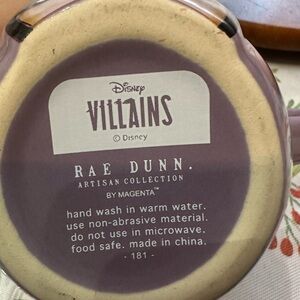 Disney
VILLAINS
© Disney
RAE DUNN.
ARTISAN COLLECTION
BY MAGENTA™
hand wash in warm water.
use non-abrasive material.
do not use in microwave.
food safe. made in china.
- 181 -